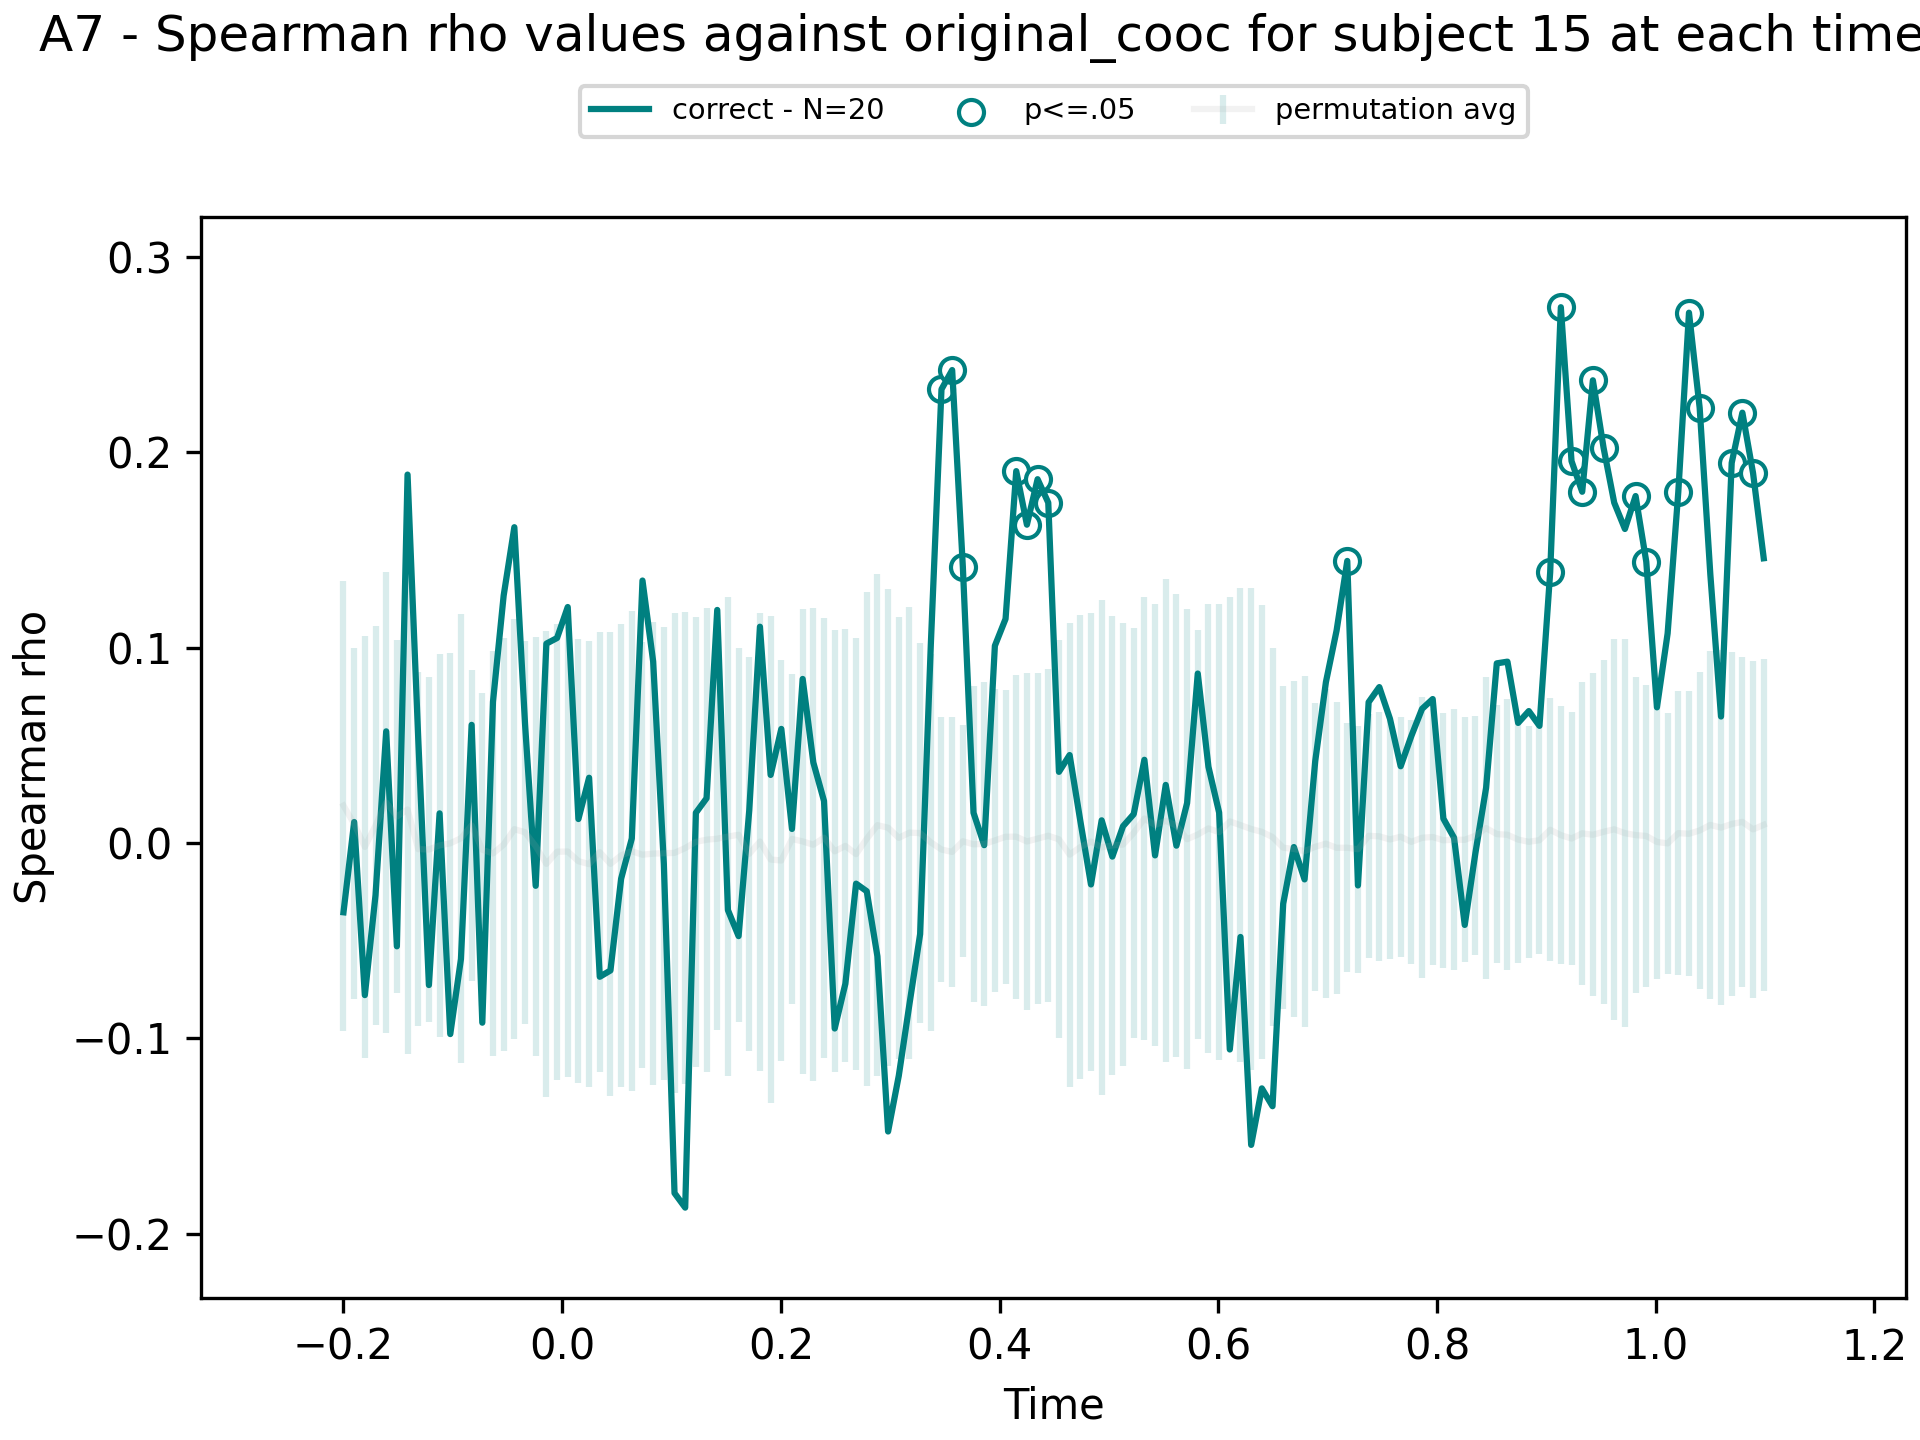 A7 - Spearman rho values against original_cooc for subject 15 at each time
correct - N=20 p<=.05 permutation avg
0.3
0.2
0.1
0.0
−0.1
−0.2
Spearman rho
−0.2 0.0 0.2 0.4 0.6 0.8 1.0 1.2
Time